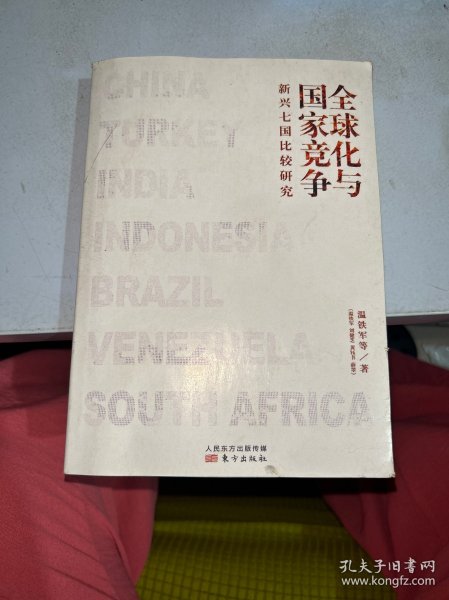 全球化与
国家竞争
新兴七国比较研究
CHINA
TURKEY
INDIA
INDONESIA
BRAZIL
VENEZUELA
SOUTH AFRICA
温铁军等/著
人民东方出版传媒
东方出版社
孔夫子旧书网
www.kongfz.com